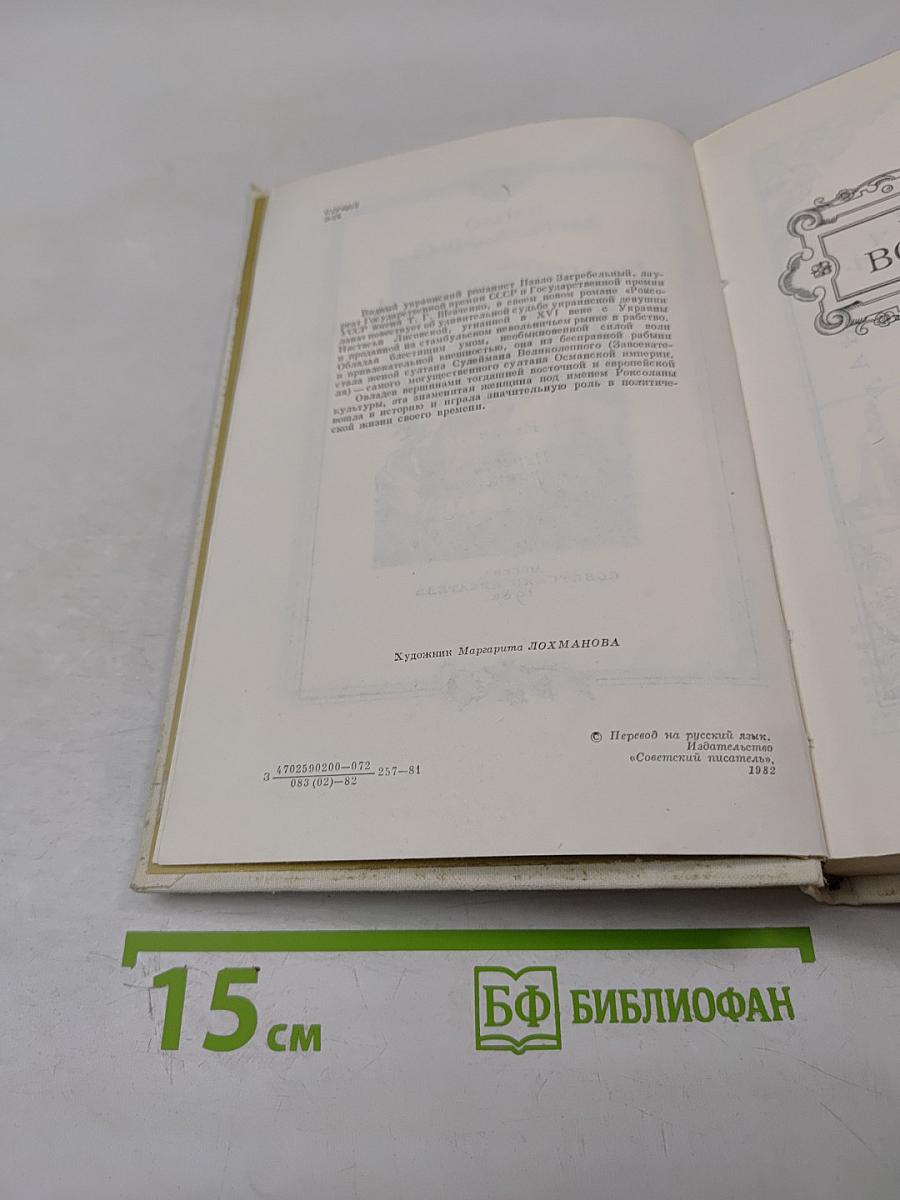 Видный украинский романист Павло Загребельный, лау-
реат Государственной премии СССР и Государственной премии
УССР имени Т. Г. Шевченко, в своем новом романе «Роксо-
лана» повествует об удивительной судьбе украинской девушки
Настаси Лисовской, угнанной в XVI веке с Украины
и проданной на стамбульском невольничьем рынке в рабство.
Обладая блестящим умом, необыкновенной силой воли
и привлекательной внешностью, она из бесправной рабыни
стала женой султана Сулеймана Великолепного (Завоевате-
ля) — самого могущественного султана Османской империи.
Овладев вершинами тогдашней восточной и европейской
культуры, эта знаменитая женщина под именем Роксоланы
вошла в историю и играла значительную роль в политиче-
ской жизни своего времени.
Художник Маргарита ЛОХМАНОВА
З 4702590200—072
083 (02)—82 257—81
© Перевод на русский язык.
Издательство
«Советский писатель»,
1982
ВО
15 см
БФ БИБЛИОФАН